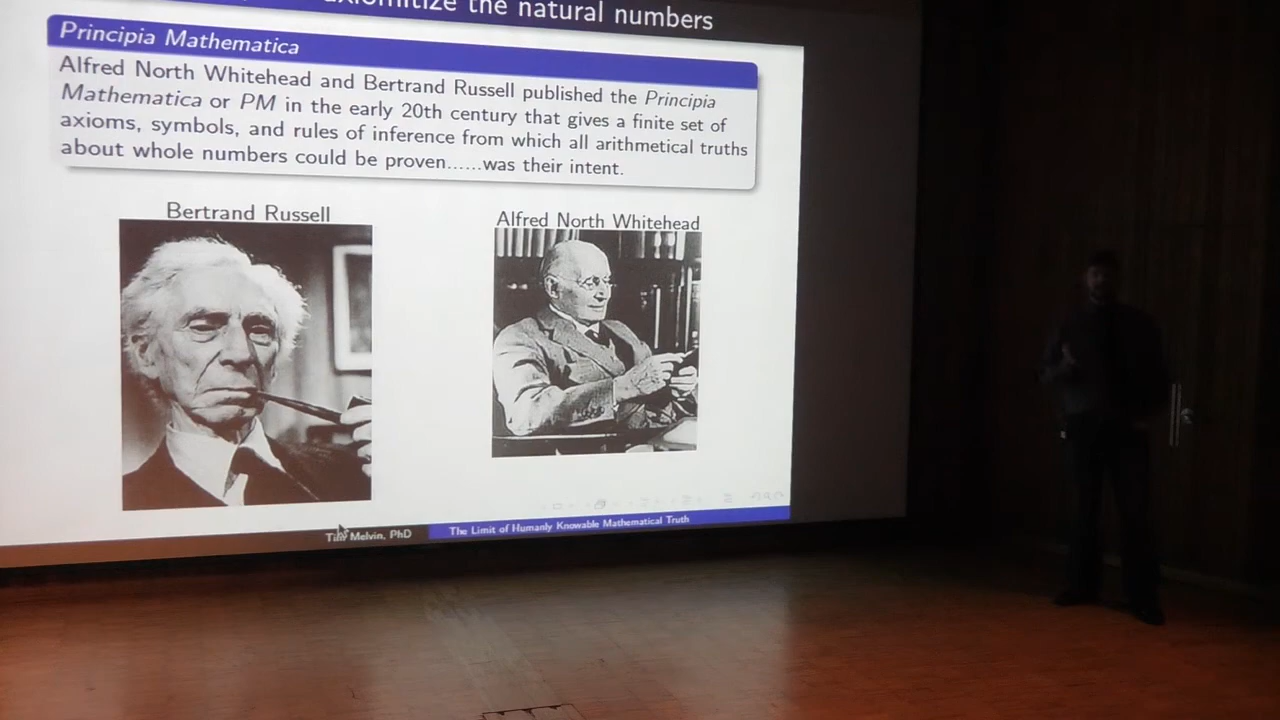 axiomitize the natural numbers
Principia Mathematica
Alfred North Whitehead and Bertrand Russell published the Principia
Mathematica or PM in the early 20th century that gives a finite set of
axioms, symbols, and rules of inference from which all arithmetical truths
about whole numbers could be proven......was their intent.
Bertrand Russell
Alfred North Whitehead
Tim Melvin, PhD
The Limit of Humanly Knowable Mathematical Truth